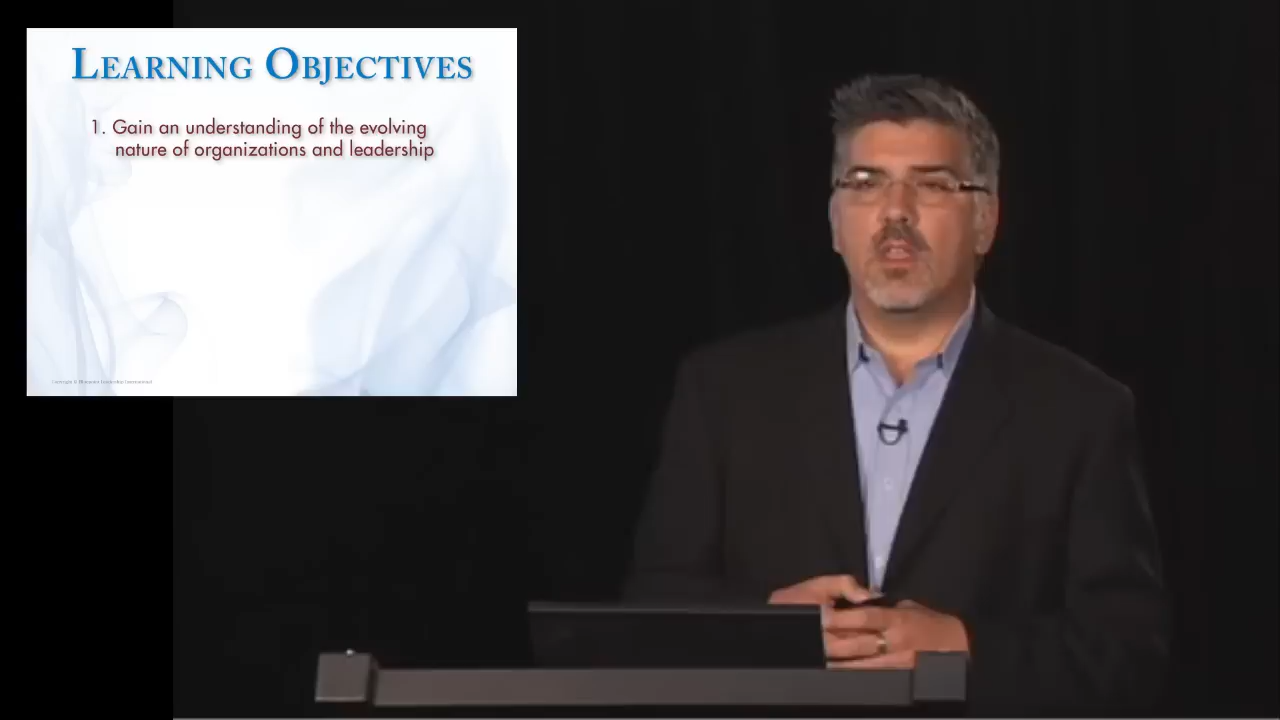 LEARNING OBJECTIVES
1. Gain an understanding of the evolving
nature of organizations and leadership